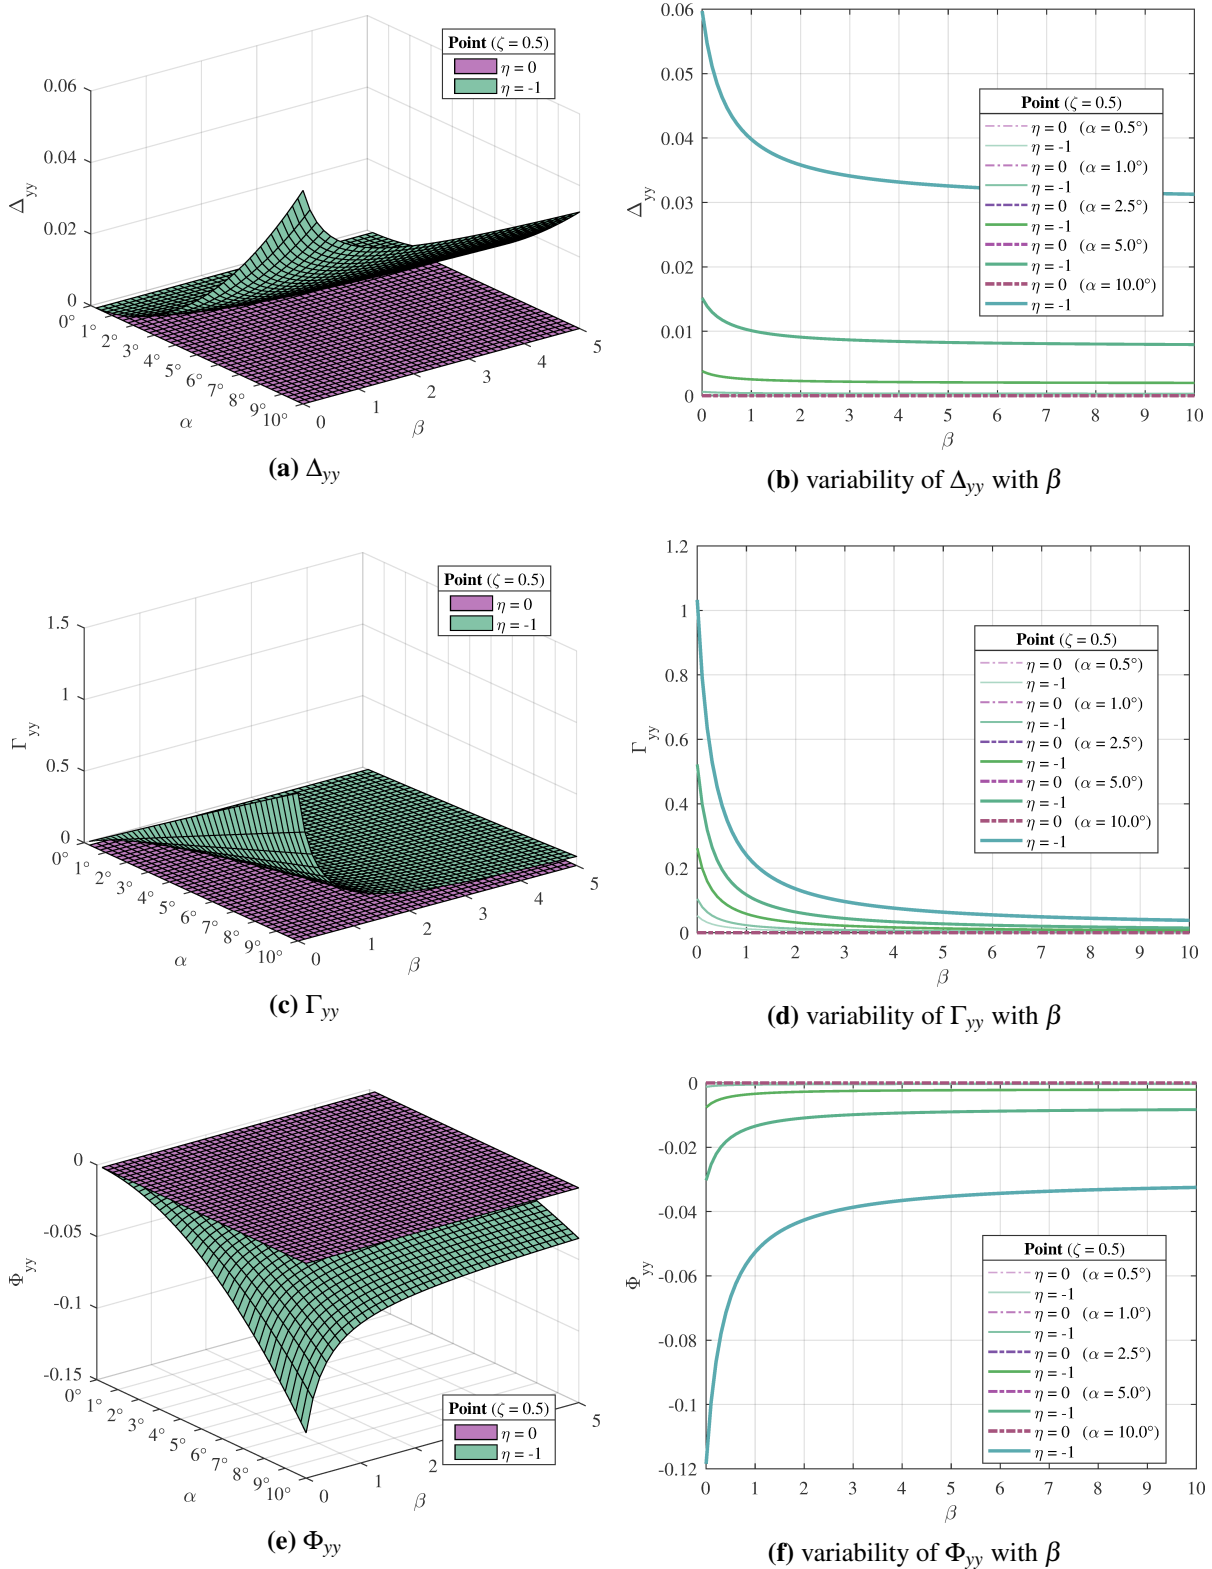 Point (ζ = 0.5)
η = 0
η = -1
0.06
0.04
0.02
0
Δyy
0°
1°
2°
3°
4°
5°
6°
7°
8°
9°
10°
α
0
1
2
3
4
5
β
(a) Δyy
0.06
0.05
0.04
0.03
0.02
0.01
0
Δyy
Point (ζ = 0.5)
η = 0 (α = 0.5°)
η = -1
η = 0 (α = 1.0°)
η = -1
η = 0 (α = 2.5°)
η = -1
η = 0 (α = 5.0°)
η = -1
η = 0 (α = 10.0°)
η = -1
0 1 2 3 4 5 6 7 8 9 10
β
(b) variability of Δyy with β
Point (ζ = 0.5)
η = 0
η = -1
1.5
1
0.5
0
Γyy
0°
1°
2°
3°
4°
5°
6°
7°
8°
9°
10°
α
0
1
2
3
4
5
β
(c) Γyy
1.2
1
0.8
0.6
0.4
0.2
0
Γyy
Point (ζ = 0.5)
η = 0 (α = 0.5°)
η = -1
η = 0 (α = 1.0°)
η = -1
η = 0 (α = 2.5°)
η = -1
η = 0 (α = 5.0°)
η = -1
η = 0 (α = 10.0°)
η = -1
0 1 2 3 4 5 6 7 8 9 10
β
(d) variability of Γyy with β
0
-0.05
-0.1
-0.15
Φyy
0°
1°
2°
3°
4°
5°
6°
7°
8°
9°
10°
α
0
1
2
5
β
Point (ζ = 0.5)
η = 0
η = -1
(e) Φyy
0
-0.02
-0.04
-0.06
-0.08
-0.1
-0.12
Φyy
Point (ζ = 0.5)
η = 0 (α = 0.5°)
η = -1
η = 0 (α = 1.0°)
η = -1
η = 0 (α = 2.5°)
η = -1
η = 0 (α = 5.0°)
η = -1
η = 0 (α = 10.0°)
η = -1
0 1 2 3 4 5 6 7 8 9 10
β
(f) variability of Φyy with β